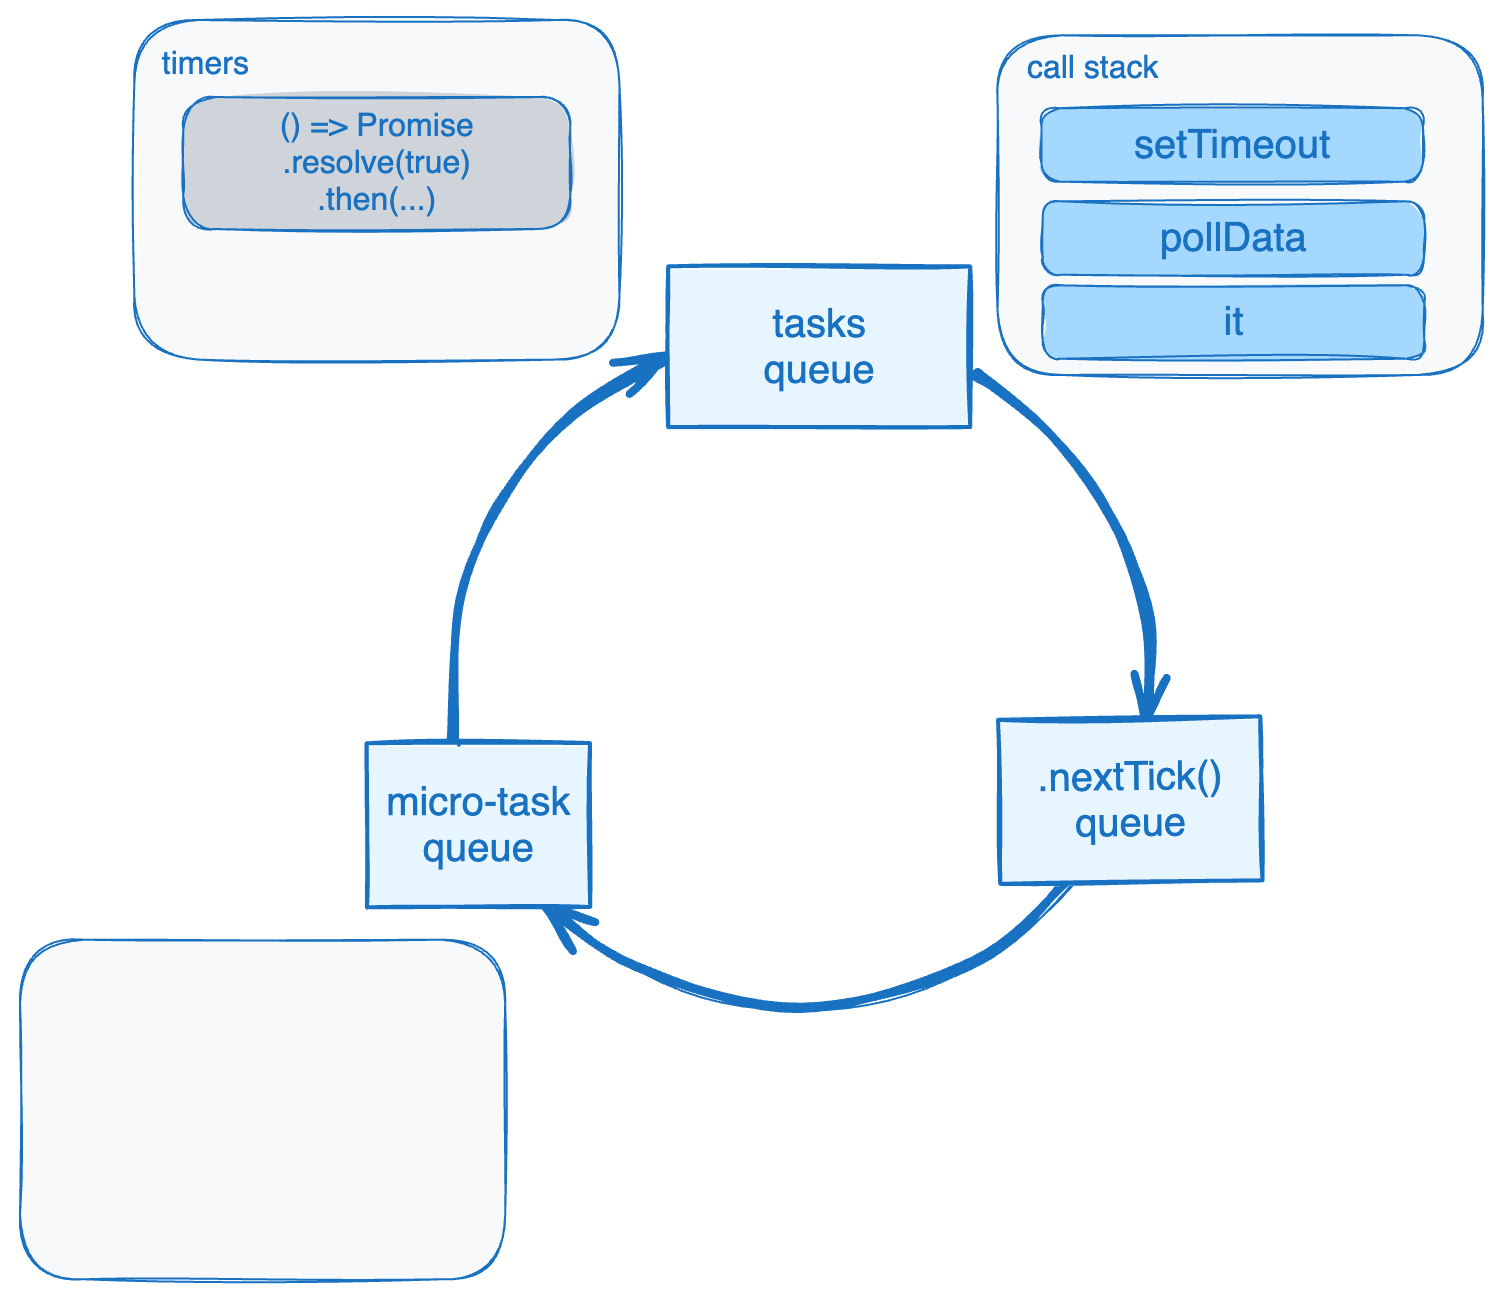 timers
() => Promise
.resolve(true)
.then(...)
call stack
setTimeout
pollData
it
tasks
queue
.nextTick()
queue
micro-task
queue